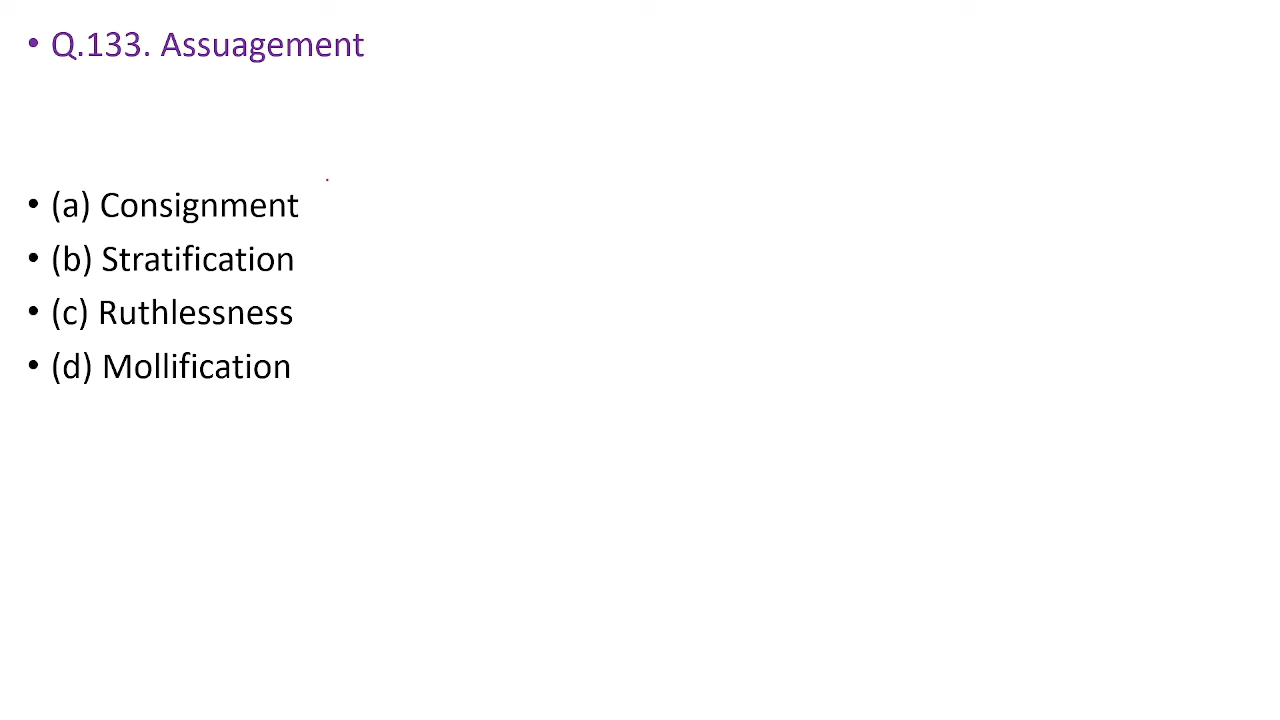 • Q.133. Assuagement
• (a) Consignment
• (b) Stratification
• (c) Ruthlessness
• (d) Mollification